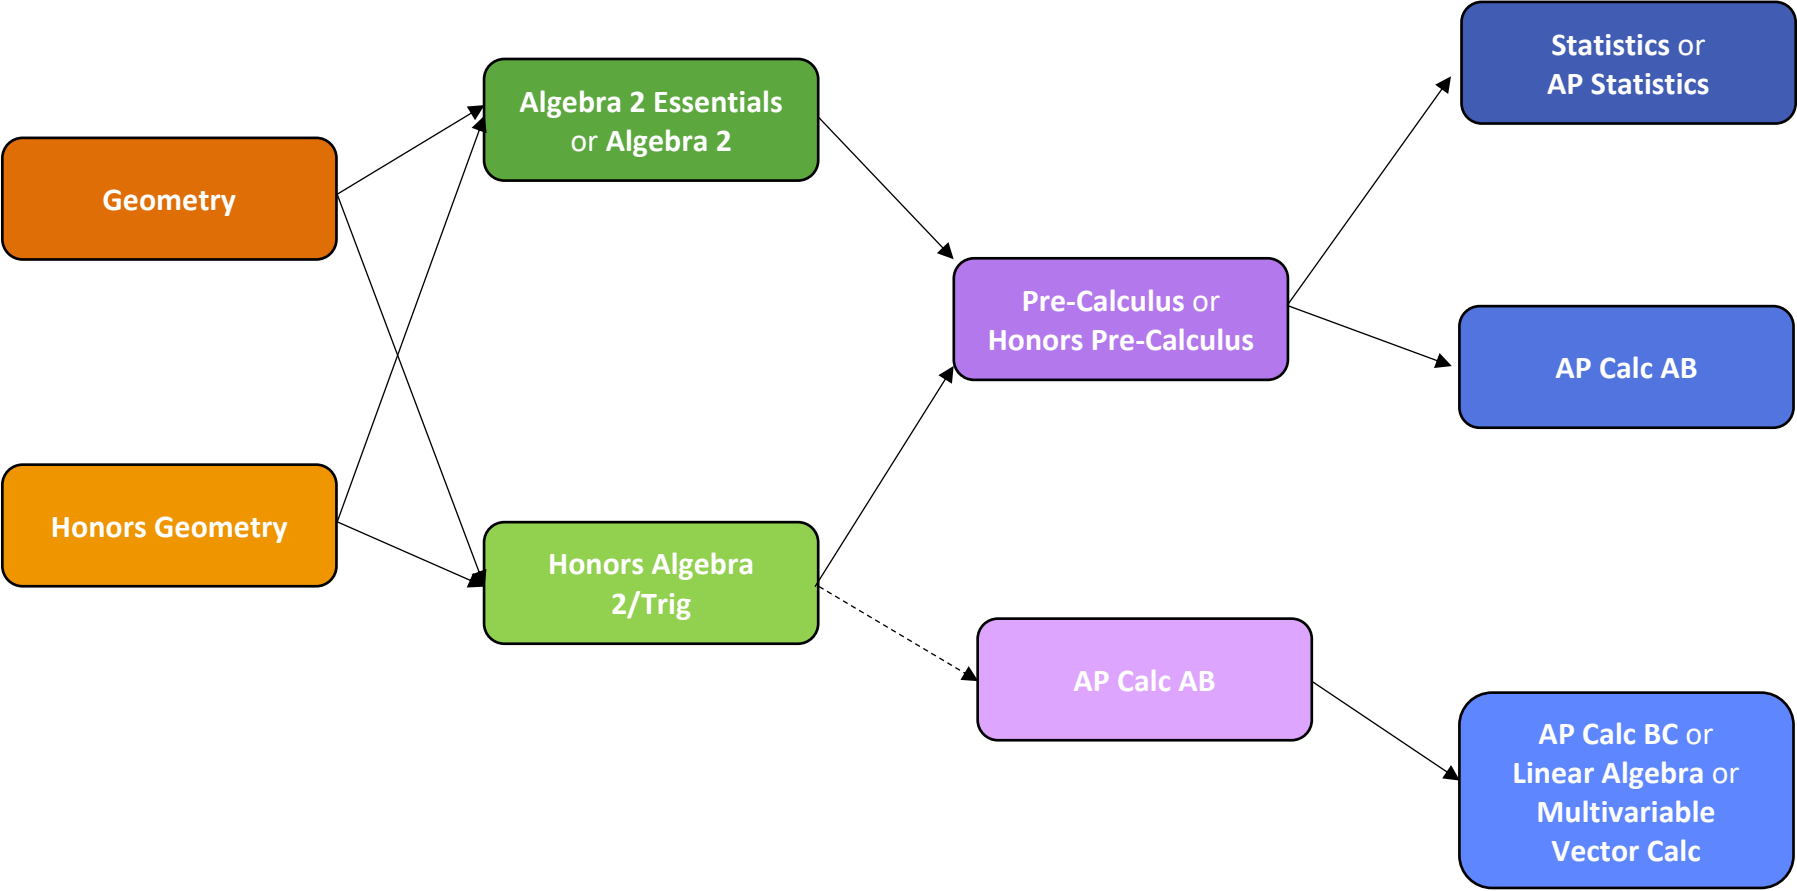 Geometry
Honors Geometry
Algebra 2 Essentials
or Algebra 2
Honors Algebra
2/Trig
Pre-Calculus or
Honors Pre-Calculus
AP Calc AB
Statistics or
AP Statistics
AP Calc AB
AP Calc BC or
Linear Algebra or
Multivariable
Vector Calc